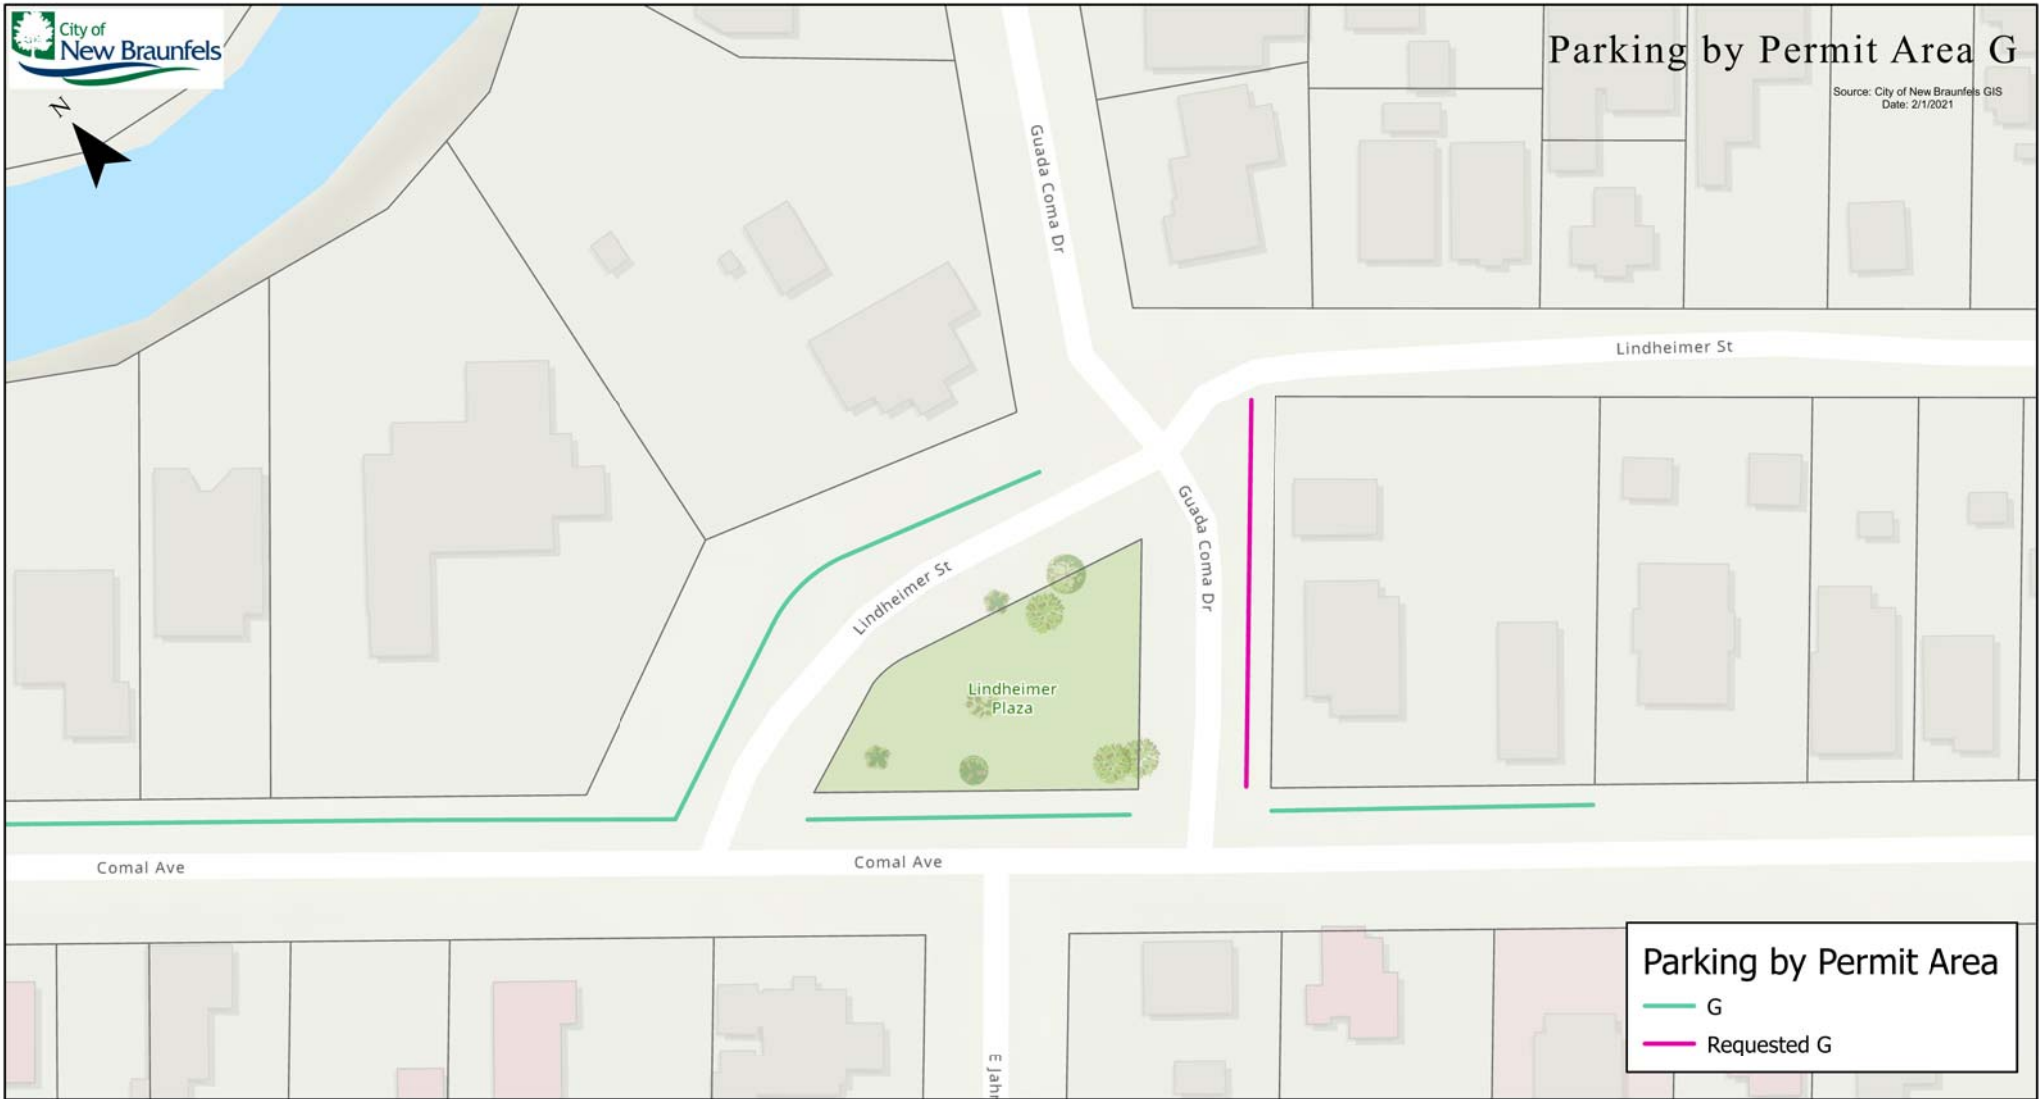 City of
New Braunfels
N
Parking by Permit Area G
Source: City of New Braunfels GIS
Date: 2/1/2021
Guada Coma Dr
Lindheimer St
Guada Coma Dr
Lindheimer St
Lindheimer
Plaza
Comal Ave
Comal Ave
E Jahn
Parking by Permit Area
G
Requested G